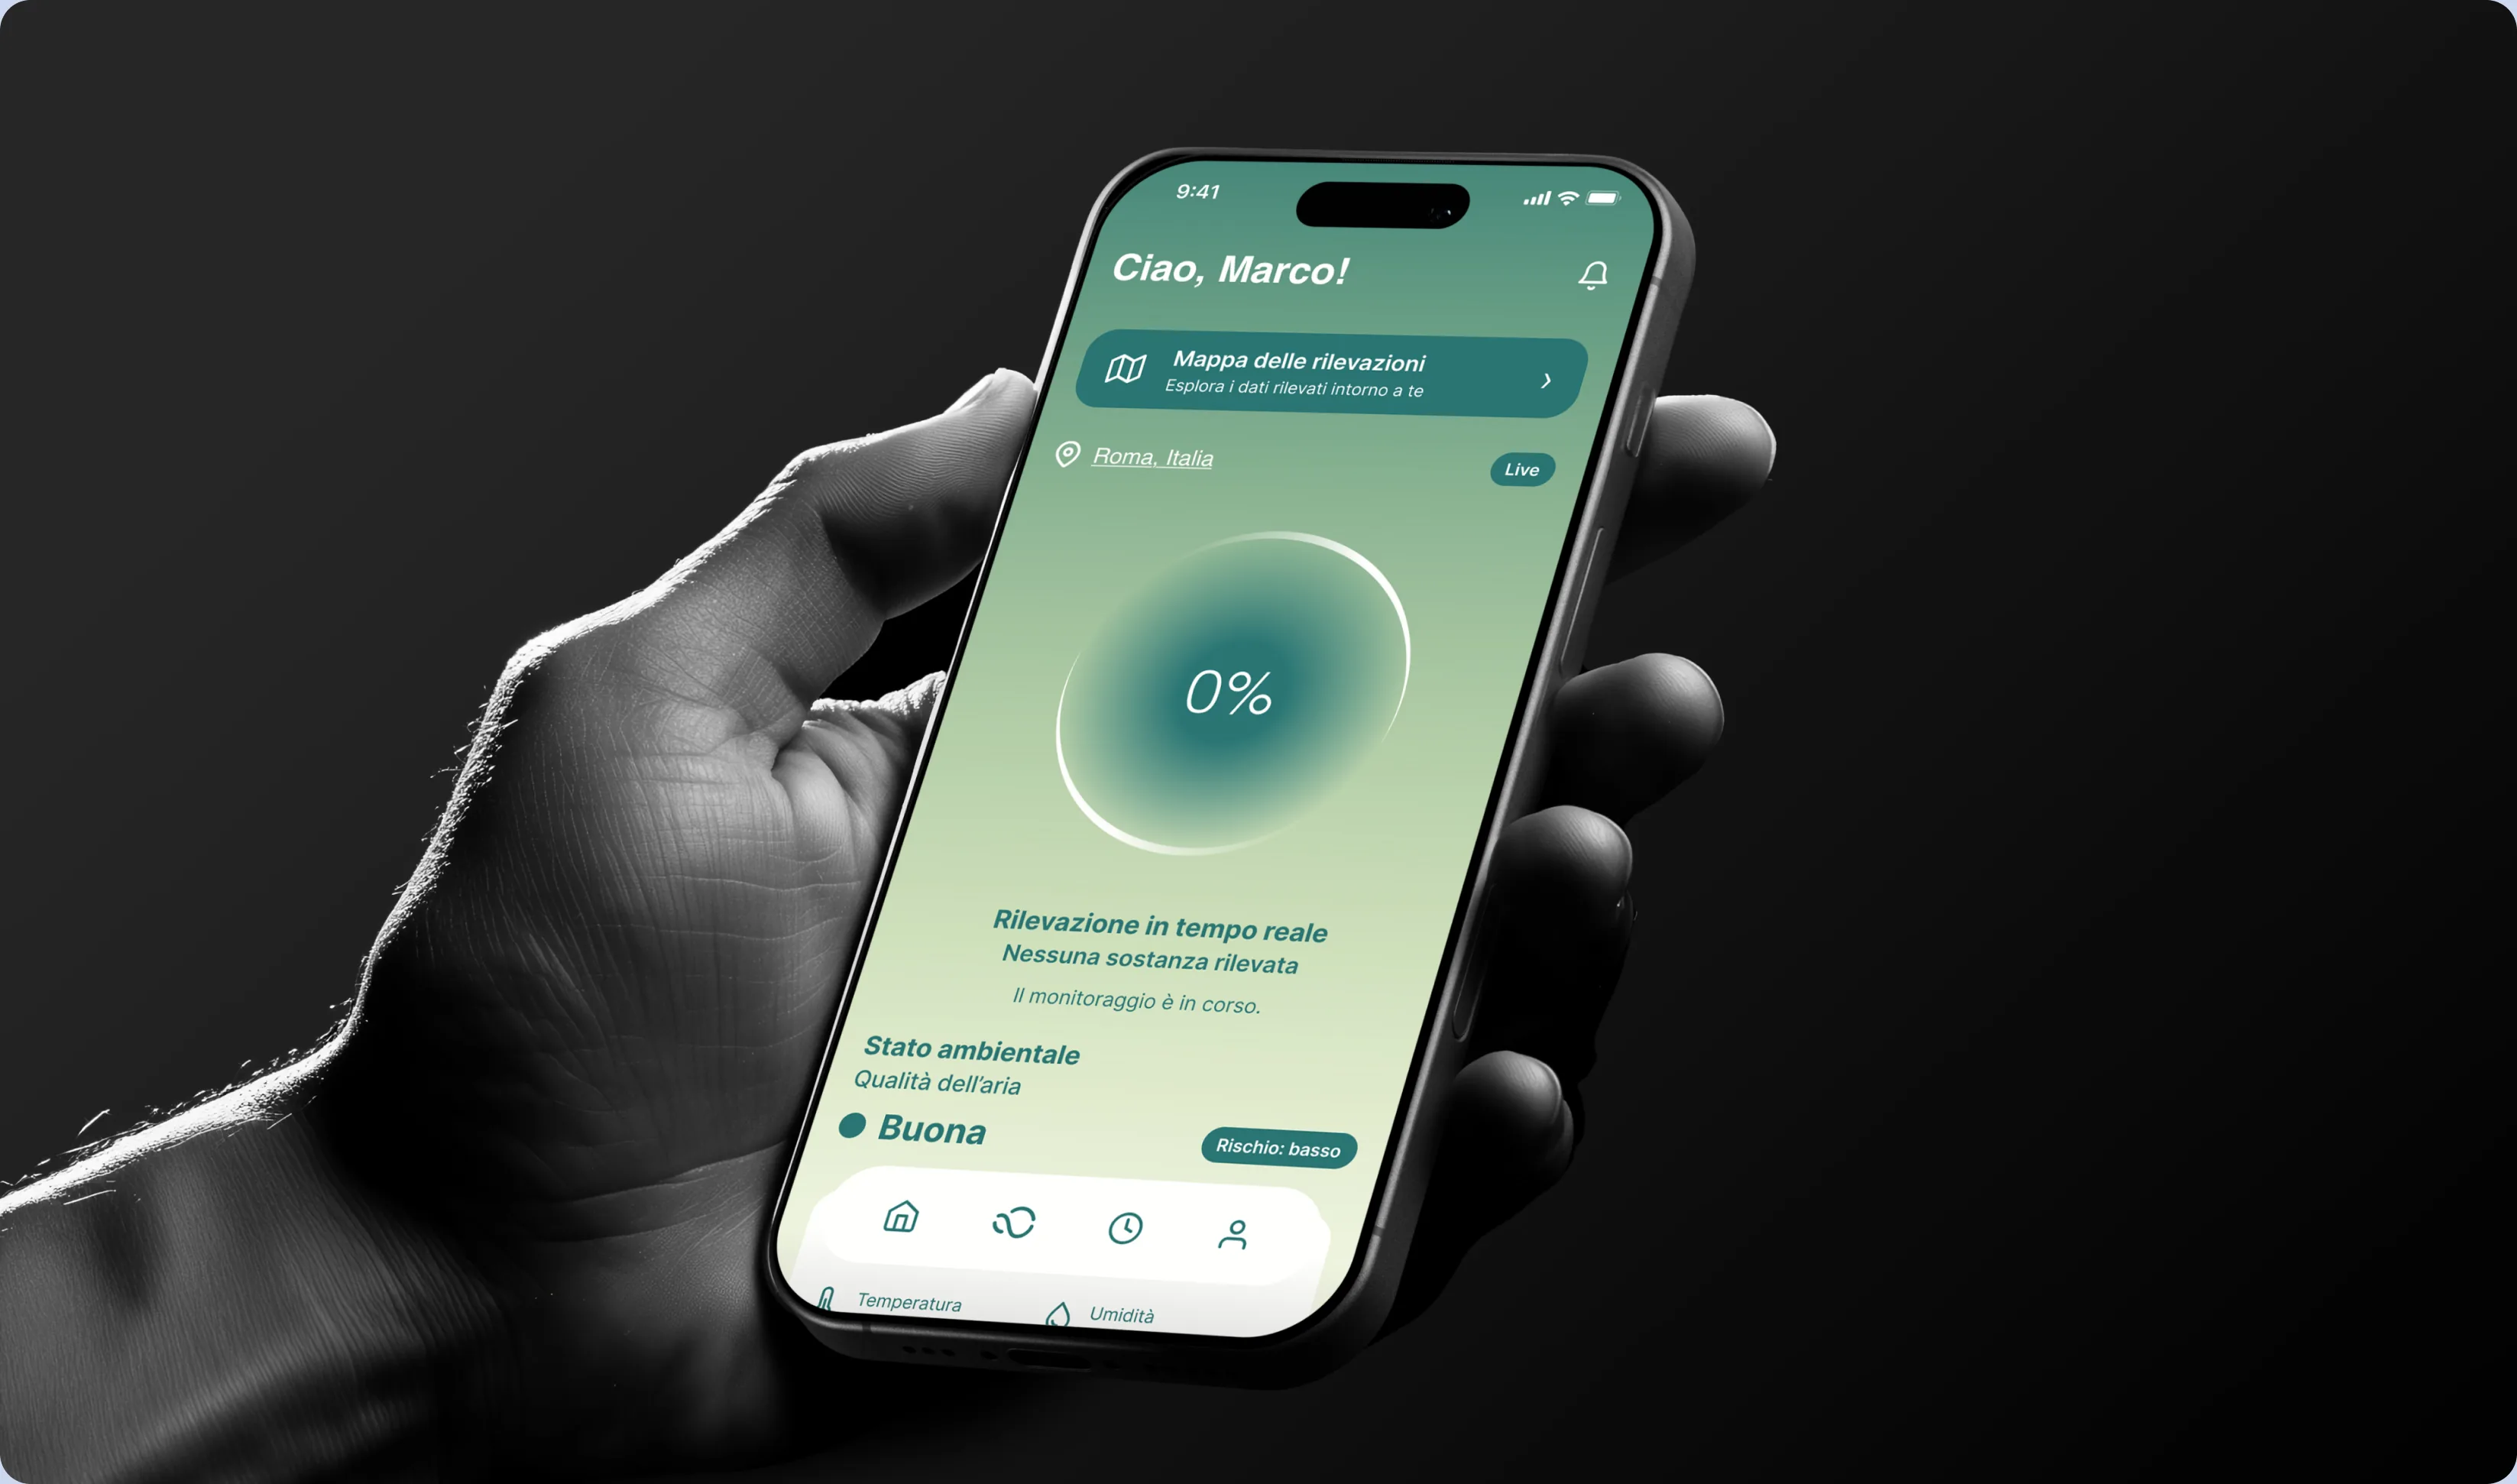 9:41
Ciao, Marco!
Mappa delle rilevazioni
Esplora i dati rilevati intorno a te
Roma, Italia
Live
0%
Rilevazione in tempo reale
Nessuna sostanza rilevata
Il monitoraggio è in corso.
Stato ambientale
Qualità dell'aria
Buona
Rischio: basso
Temperatura
Umidità